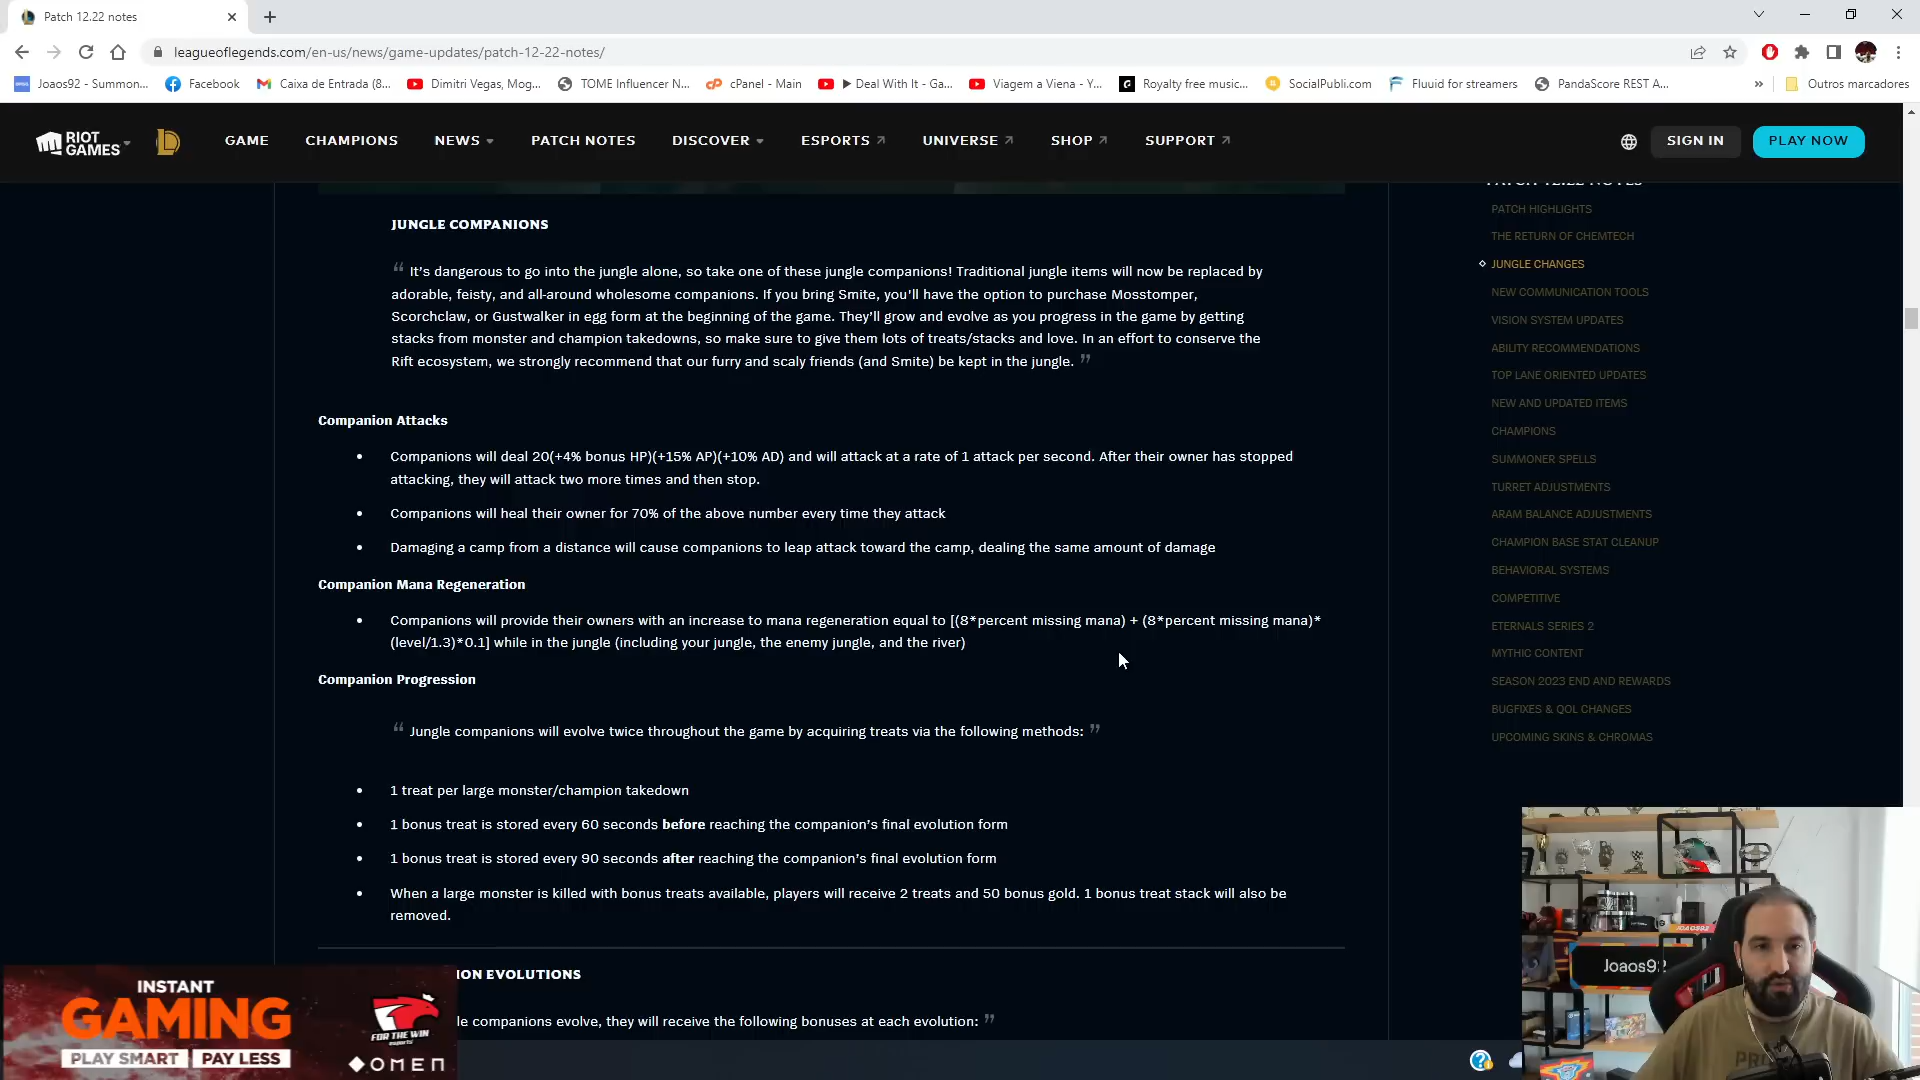 Patch 12.22 notes
leagueoflegends.com/en-us/news/game-updates/patch-12-22-notes/
Joaos92 - Summon... Facebook Caixa de Entrada (8... Dimitri Vegas, Mog... TOME Influencer N... cPanel - Main ▶ Deal With It - Ga... Viagem a Viena - Y... Royalty free music... SocialPubli.com Fluuid for streamers PandaScore REST A... » Outros marcadores
RIOT GAMES GAME CHAMPIONS NEWS PATCH NOTES DISCOVER ESPORTS UNIVERSE SHOP SUPPORT SIGN IN PLAY NOW
JUNGLE COMPANIONS
“ It’s dangerous to go into the jungle alone, so take one of these jungle companions! Traditional jungle items will now be replaced by
adorable, feisty, and all-around wholesome companions. If you bring Smite, you’ll have the option to purchase Mosstomper,
Scorchclaw, or Gustwalker in egg form at the beginning of the game. They’ll grow and evolve as you progress in the game by getting
stacks from monster and champion takedowns, so make sure to give them lots of treats/stacks and love. In an effort to conserve the
Rift ecosystem, we strongly recommend that our furry and scaly friends (and Smite) be kept in the jungle. ”
Companion Attacks
• Companions will deal 20(+4% bonus HP)(+15% AP)(+10% AD) and will attack at a rate of 1 attack per second. After their owner has stopped
attacking, they will attack two more times and then stop.
• Companions will heal their owner for 70% of the above number every time they attack
• Damaging a camp from a distance will cause companions to leap attack toward the camp, dealing the same amount of damage
Companion Mana Regeneration
• Companions will provide their owners with an increase to mana regeneration equal to [(8*percent missing mana) + (8*percent missing mana)*
(level/1.3)*0.1] while in the jungle (including your jungle, the enemy jungle, and the river)
Companion Progression
“ Jungle companions will evolve twice throughout the game by acquiring treats via the following methods: ”
• 1 treat per large monster/champion takedown
• 1 bonus treat is stored every 60 seconds before reaching the companion’s final evolution form
• 1 bonus treat is stored every 90 seconds after reaching the companion’s final evolution form
• When a large monster is killed with bonus treats available, players will receive 2 treats and 50 bonus gold. 1 bonus treat stack will also be
removed.
ION EVOLUTIONS
le companions evolve, they will receive the following bonuses at each evolution: ”
PATCH 12.22 NOTES
PATCH HIGHLIGHTS
THE RETURN OF CHEMTECH
JUNGLE CHANGES
NEW COMMUNICATION TOOLS
VISION SYSTEM UPDATES
ABILITY RECOMMENDATIONS
TOP LANE ORIENTED UPDATES
NEW AND UPDATED ITEMS
CHAMPIONS
SUMMONER SPELLS
TURRET ADJUSTMENTS
ARAM BALANCE ADJUSTMENTS
CHAMPION BASE STAT CLEANUP
BEHAVIORAL SYSTEMS
COMPETITIVE
ETERNALS SERIES 2
MYTHIC CONTENT
SEASON 2023 END AND REWARDS
BUGFIXES & QOL CHANGES
UPCOMING SKINS & CHROMAS
INSTANT
GAMING
PLAY SMART PAY LESS
FOR THE WIN
esports
OMEN
JOAOS92
Joaos92